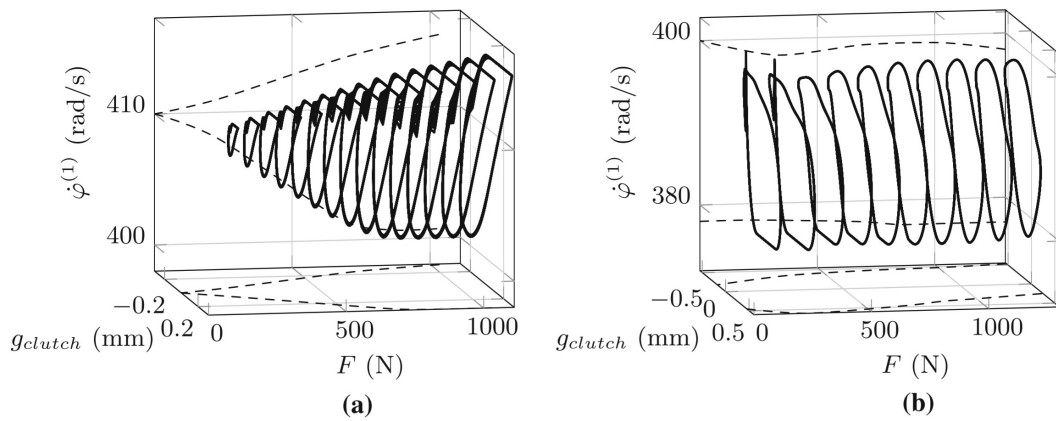 410
400
φ̇⁽¹⁾ (rad/s)
−0.2
0.2
g_clutch (mm)
0
500
1000
F (N)
(a)
400
380
φ̇⁽¹⁾ (rad/s)
−0.5
0
0.5
g_clutch (mm)
0
500
1000
F (N)
(b)